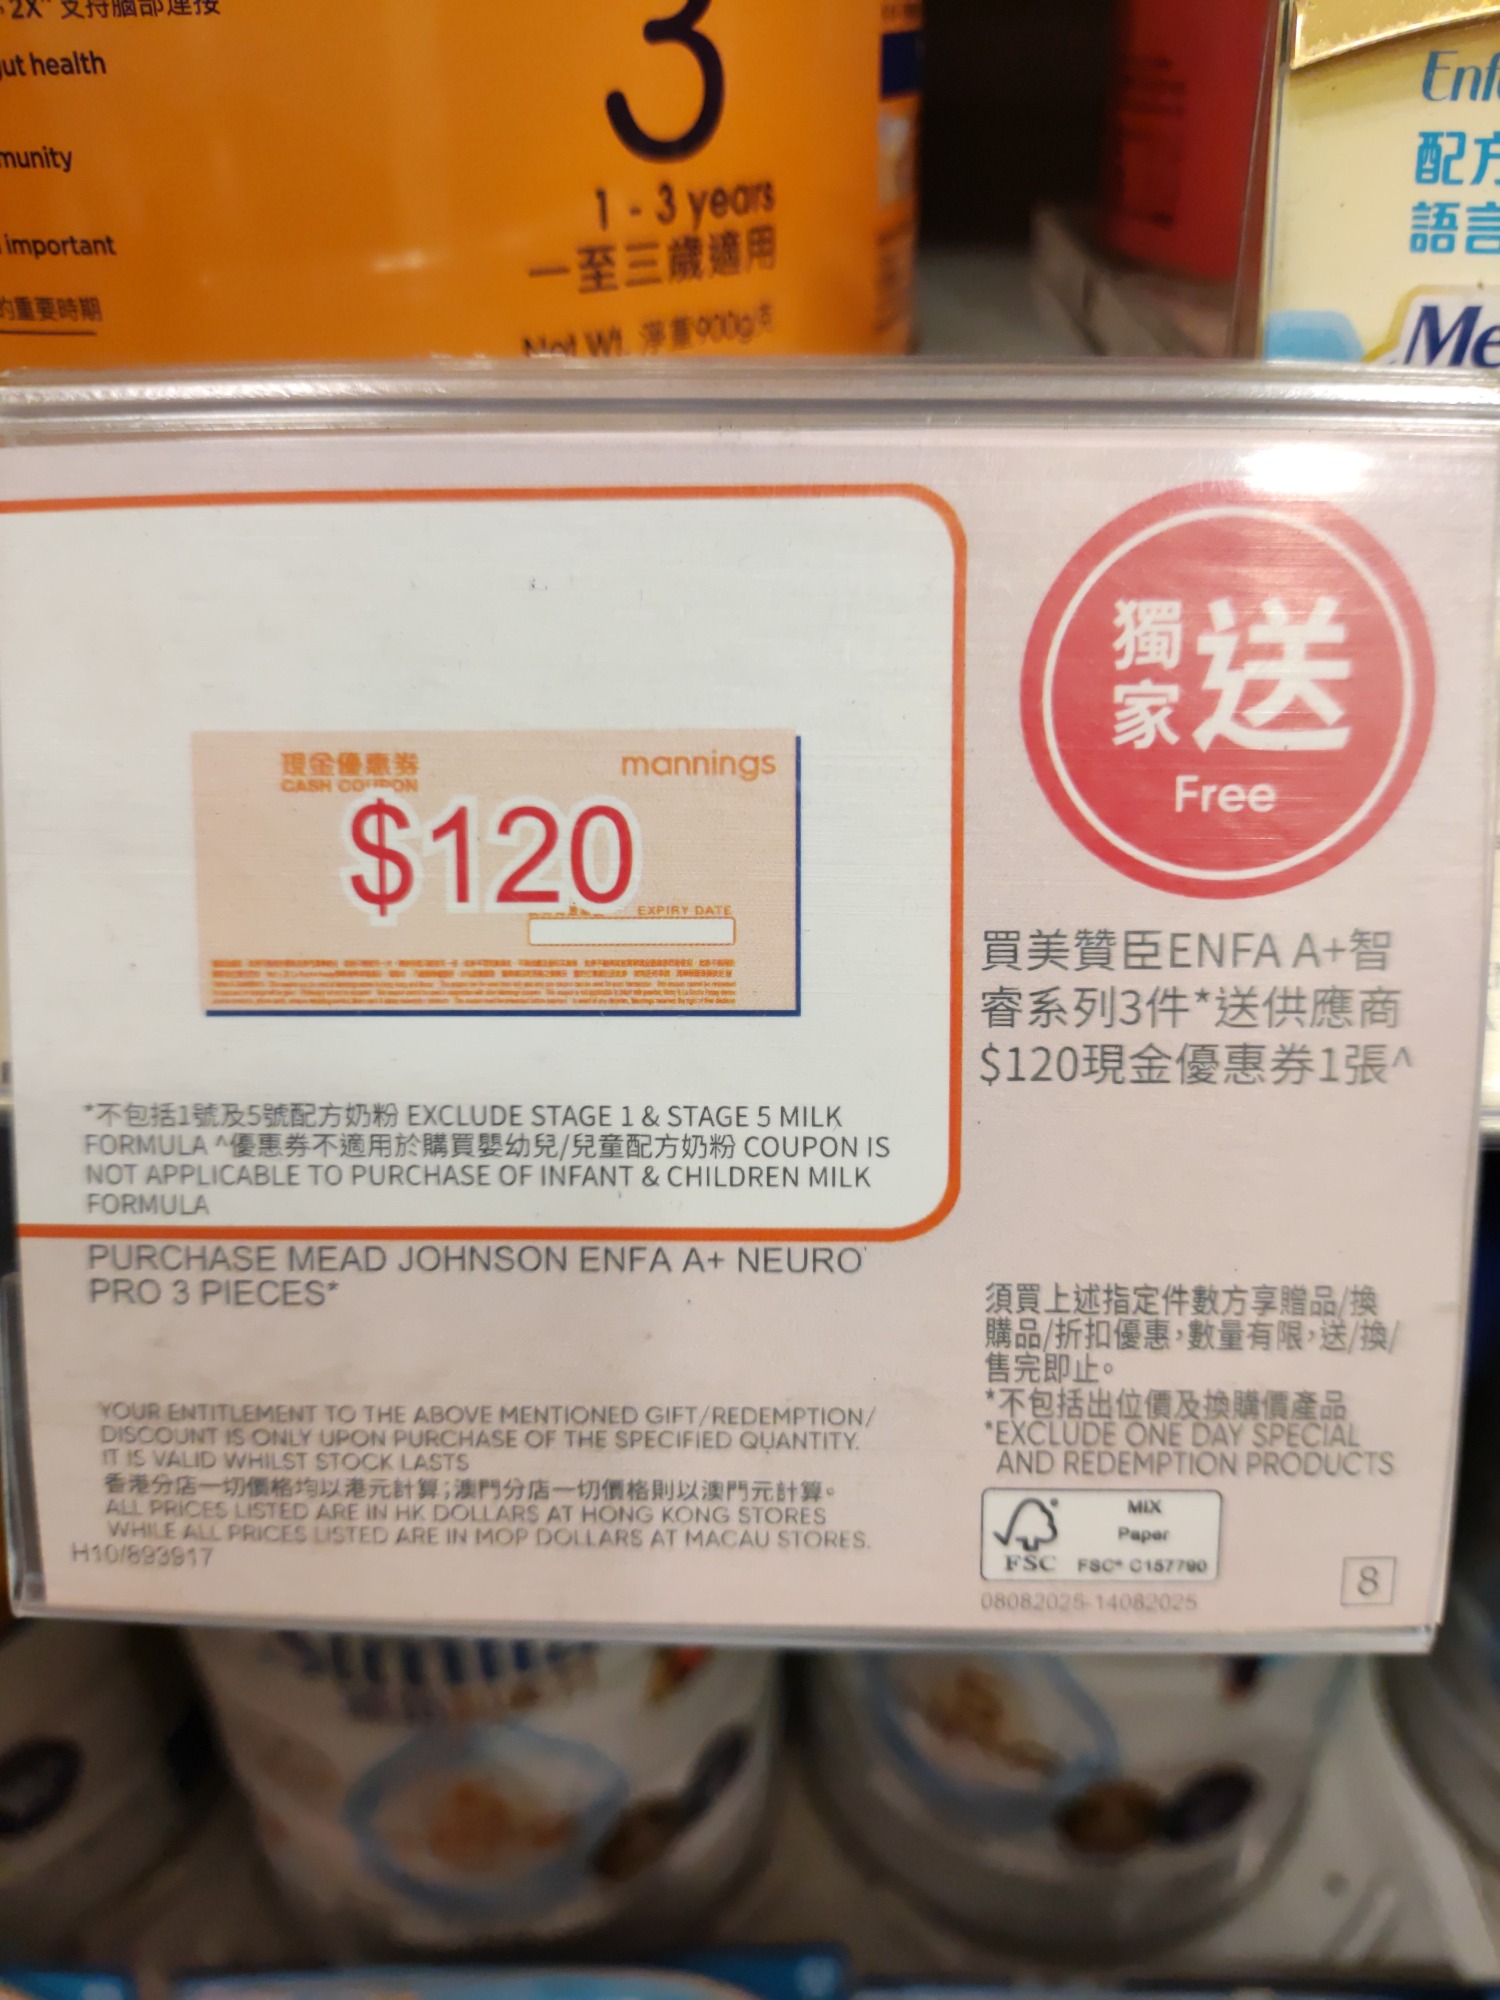 2X" 支持腦部連接
gut health
munity
important
的重要時期
3
1 - 3 years
一至三歲適用
Net Wt. 淨重900g/克
Enf
配方
語言
Me
獨家送
Free
現金優惠券
CASH COUPON
mannings
$120
EXPIRY DATE
買美贊臣ENFA A+智
睿系列3件*送供應商
$120現金優惠券1張^
*不包括1號及5號配方奶粉 EXCLUDE STAGE 1 & STAGE 5 MILK
FORMULA ^優惠券不適用於購買嬰幼兒/兒童配方奶粉 COUPON IS
NOT APPLICABLE TO PURCHASE OF INFANT & CHILDREN MILK
FORMULA
PURCHASE MEAD JOHNSON ENFA A+ NEURO
PRO 3 PIECES*
須買上述指定件數方享贈品/換
購品/折扣優惠,數量有限,送/換/
售完即止。
*不包括出位價及換購價產品
*EXCLUDE ONE DAY SPECIAL
AND REDEMPTION PRODUCTS
YOUR ENTITLEMENT TO THE ABOVE MENTIONED GIFT/REDEMPTION/
DISCOUNT IS ONLY UPON PURCHASE OF THE SPECIFIED QUANTITY.
IT IS VALID WHILST STOCK LASTS
香港分店一切價格均以港元計算;澳門分店一切價格則以澳門元計算。
ALL PRICES LISTED ARE IN HK DOLLARS AT HONG KONG STORES
WHILE ALL PRICES LISTED ARE IN MOP DOLLARS AT MACAU STORES.
H10/893917
MIX
Paper
FSC
FSC® C157790
08082025-14082025
8